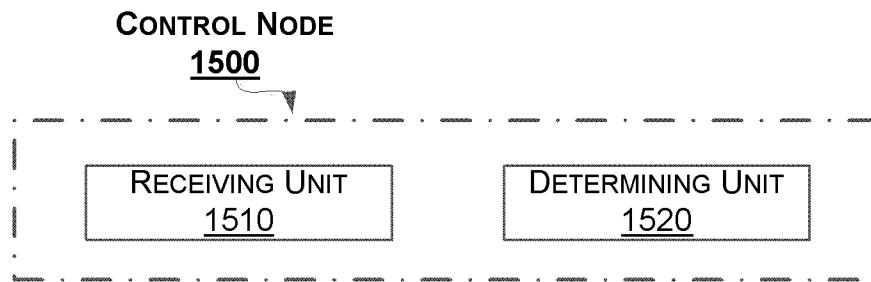 CONTROL NODE
1500
RECEIVING UNIT
1510
DETERMINING UNIT
1520